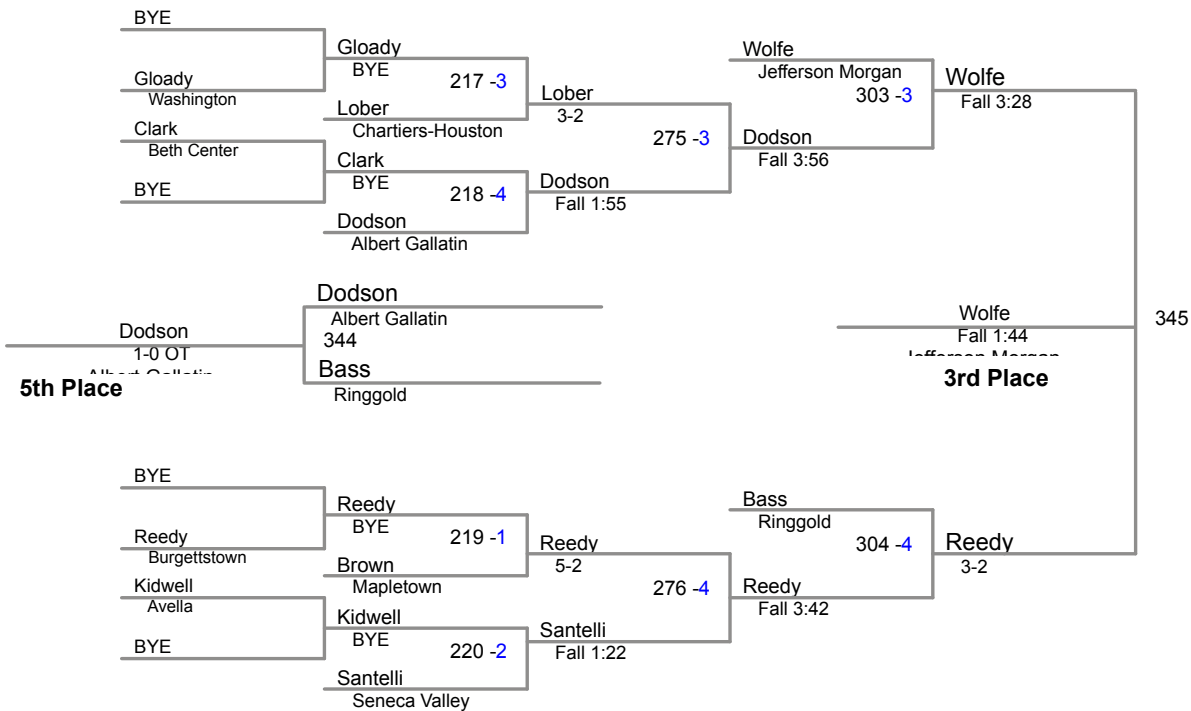 BYE
Gloady
BYE
217 -3
Gloady
Washington
Lober
Chartiers-Houston
Lober
3-2
Clark
Beth Center
Clark
BYE
218 -4
BYE
Dodson
Albert Gallatin
Dodson
Fall 1:55
275 -3
Wolfe
Jefferson Morgan
303 -3
Dodson
Fall 3:56
Wolfe
Fall 3:28
Dodson
Albert Gallatin
344
Bass
Ringgold
Dodson
1-0 OT
Albert Gallatin
5th Place
Wolfe
Fall 1:44
Jefferson Morgan
3rd Place
345
BYE
Reedy
BYE
219 -1
Reedy
Burgettstown
Brown
Mapletown
Reedy
5-2
Kidwell
Avella
Kidwell
BYE
220 -2
BYE
Santelli
Seneca Valley
Santelli
Fall 1:22
276 -4
Bass
Ringgold
304 -4
Reedy
Fall 3:42
Reedy
3-2